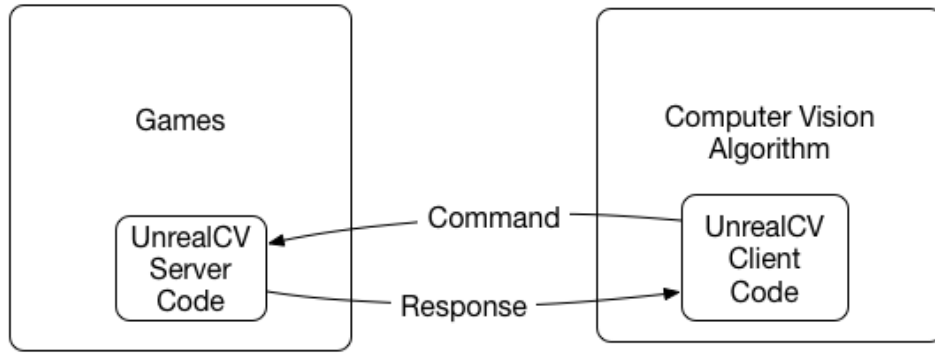 Games
Computer Vision
Algorithm
Command
UnrealCV
Server
Code
UnrealCV
Client
Code
Response